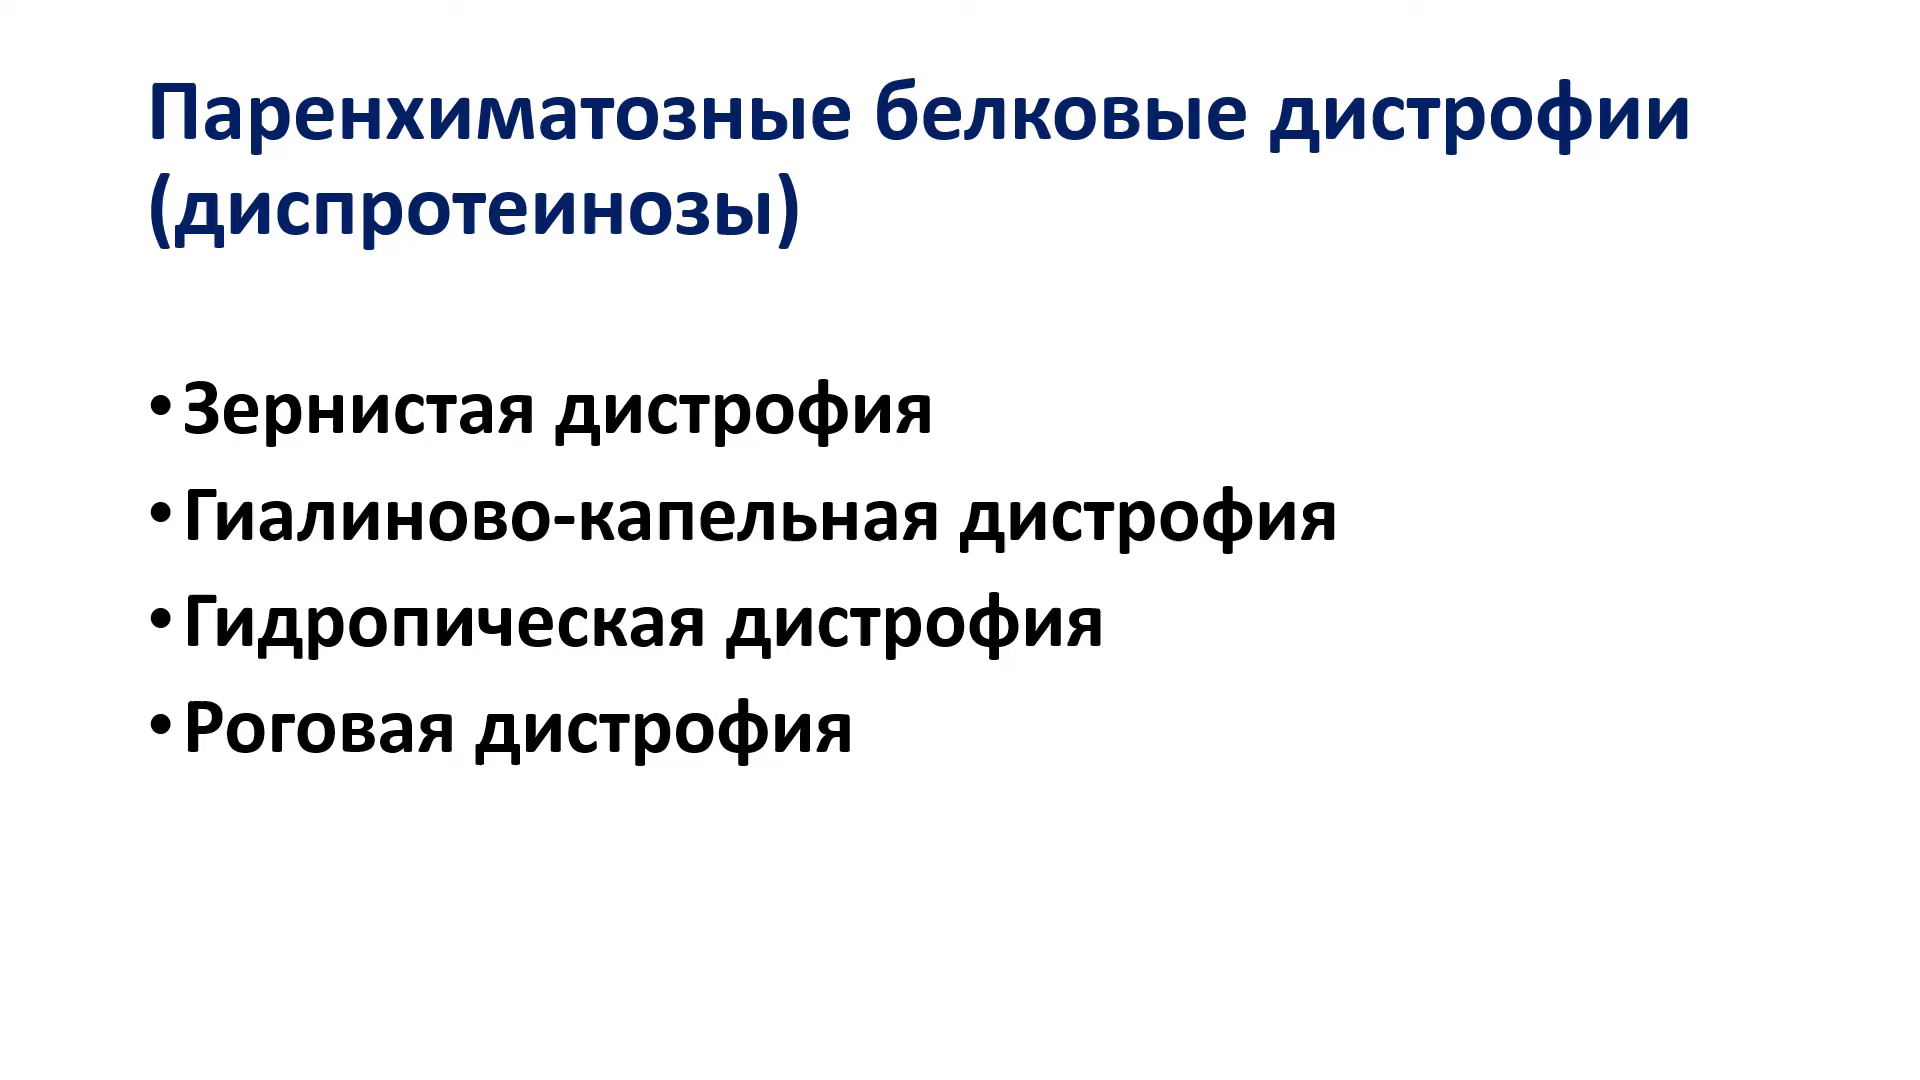 Паренхиматозные белковые дистрофии
(диспротеинозы)
•Зернистая дистрофия
•Гиалиново-капельная дистрофия
•Гидропическая дистрофия
•Роговая дистрофия